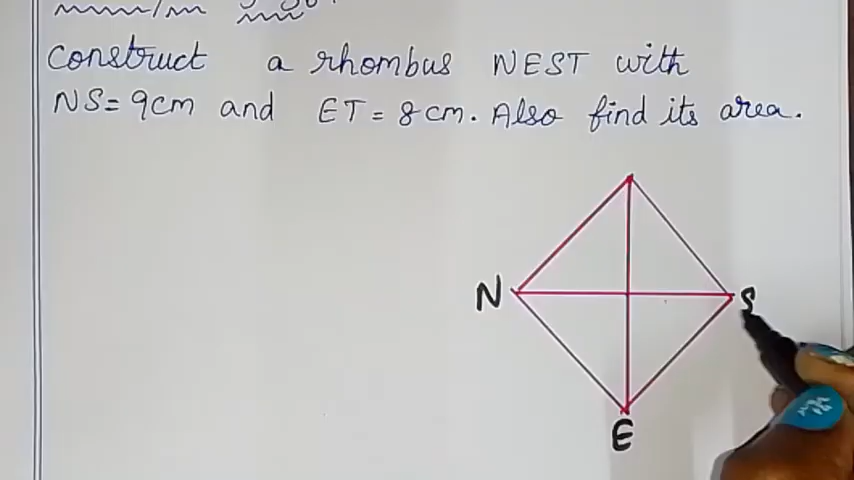 construct a rhombus NEST with
NS = 9cm and ET = 8cm. Also find its area.
N S
E